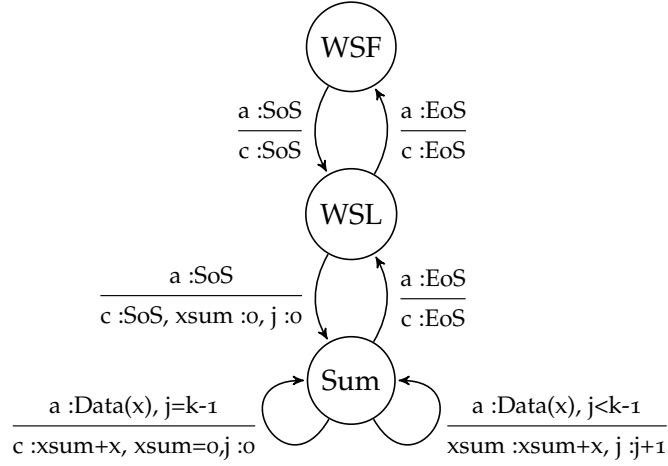 WSF
a :SoS
c :SoS
a :EoS
c :EoS
WSL
a :SoS
c :SoS, xsum :0, j :0
a :EoS
c :EoS
Sum
a :Data(x), j=k-1
c :xsum+x, xsum=0,j :0
a :Data(x), j<k-1
xsum :xsum+x, j :j+1